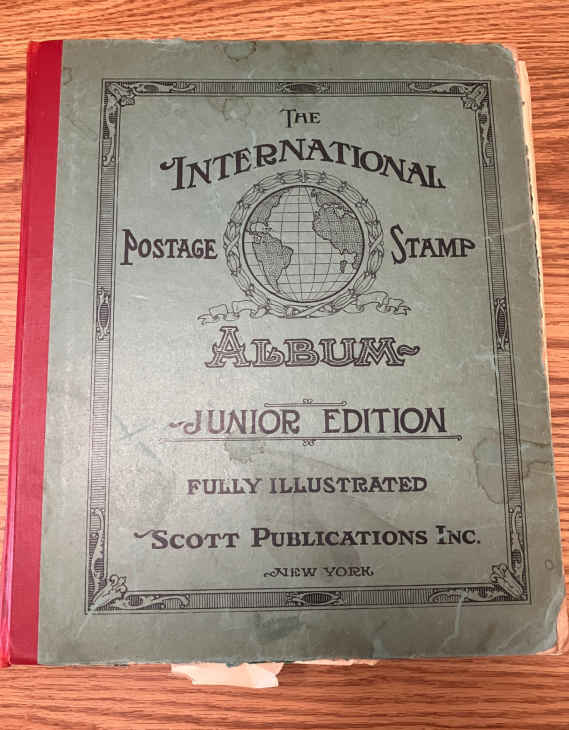 THE
INTERNATIONAL
POSTAGE STAMP
ALBUM
JUNIOR EDITION
FULLY ILLUSTRATED
SCOTT PUBLICATIONS INC.
NEW YORK